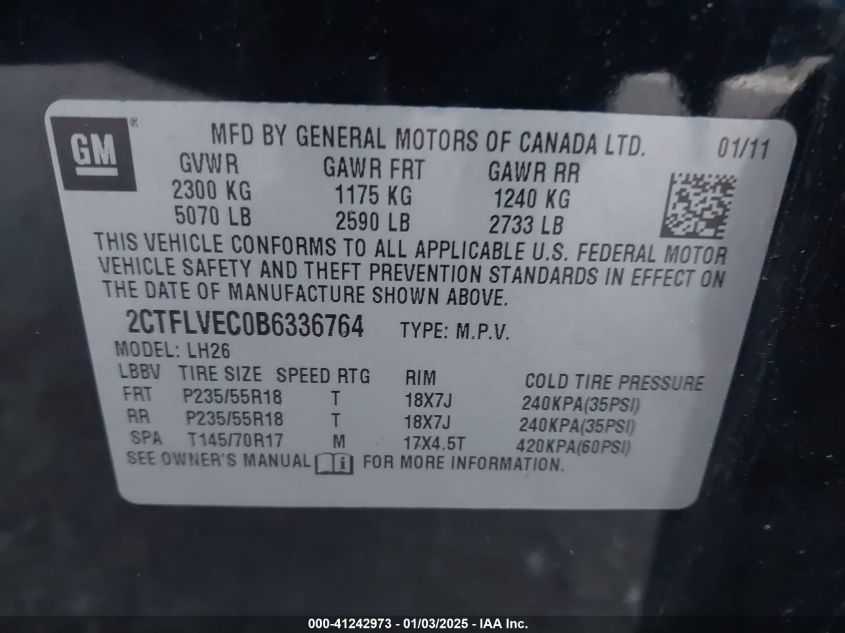 GM ®
MFD BY GENERAL MOTORS OF CANADA LTD. 01/11
GVWR GAWR FRT GAWR RR
2300 KG 1175 KG 1240 KG
5070 LB 2590 LB 2733 LB
THIS VEHICLE CONFORMS TO ALL APPLICABLE U.S. FEDERAL MOTOR
VEHICLE SAFETY AND THEFT PREVENTION STANDARDS IN EFFECT ON
THE DATE OF MANUFACTURE SHOWN ABOVE.
2CTFLVEC0B6336764 TYPE: M.P.V.
MODEL: LH26
LBBV TIRE SIZE SPEED RTG RIM COLD TIRE PRESSURE
FRT P235/55R18 T 18X7J 240KPA(35PSI)
RR P235/55R18 T 18X7J 240KPA(35PSI)
SPA T145/70R17 M 17X4.5T 420KPA(60PSI)
SEE OWNER'S MANUAL i FOR MORE INFORMATION.
000-41242973 - 01/03/2025 - IAA Inc.